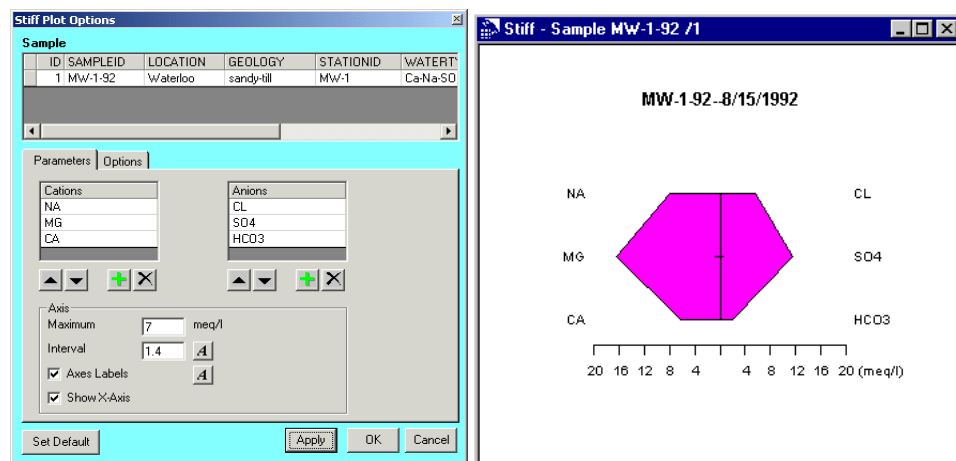 Stiff Plot Options
Sample
ID SAMPLEID LOCATION GEOLOGY STATIONID WATERTY
1 MW-1-92 Waterloo sandy-till MW-1 Ca-Na-SO
Parameters Options
Cations Anions
NA CL
MG SO4
CA HCO3
Axis
Maximum 7 meq/l
Interval 1.4 A
Axes Labels A
Show X-Axis
Set Default Apply OK Cancel
Stiff - Sample MW-1-92 /1
MW-1-92--8/15/1992
NA CL
MG SO4
CA HCO3
20 16 12 8 4 4 8 12 16 20 (meq/l)